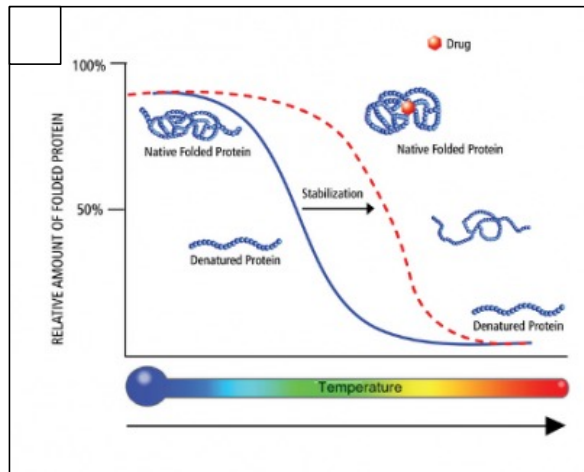 Drug
100%
Native Folded Protein
Native Folded Protein
Stabilization
50%
Denatured Protein
Denatured Protein
RELATIVE AMOUNT OF FOLDED PROTEIN
Temperature